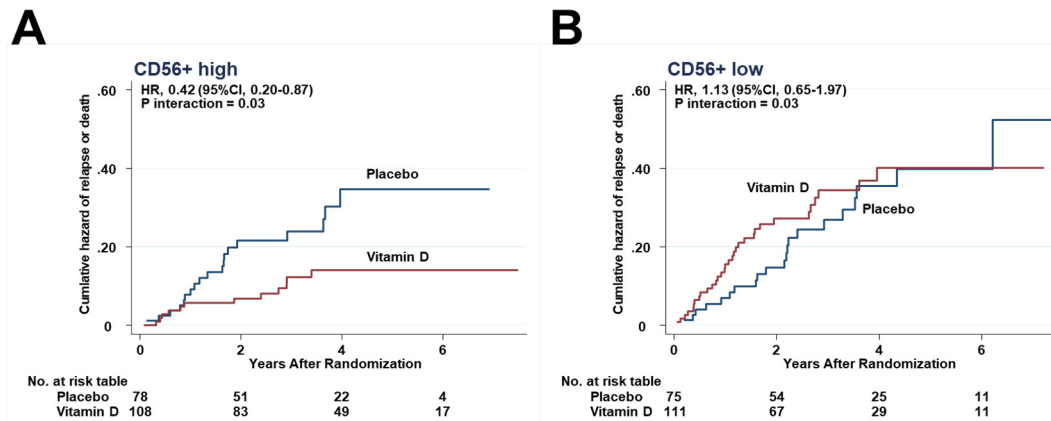 A
CD56+ high
HR, 0.42 (95%CI, 0.20-0.87)
P interaction = 0.03
Cumlative hazard of relapse or death
.60
.40
.20
0
Placebo
Vitamin D
0 2 4 6
Years After Randomization
No. at risk table
Placebo 78 51 22 4
Vitamin D 108 83 49 17
B
CD56+ low
HR, 1.13 (95%CI, 0.65-1.97)
P interaction = 0.03
Cumlative hazard of relapse or death
.60
.40
.20
0
Vitamin D
Placebo
0 2 4 6
Years After Randomization
No. at risk table
Placebo 75 54 25 11
Vitamin D 111 67 29 11